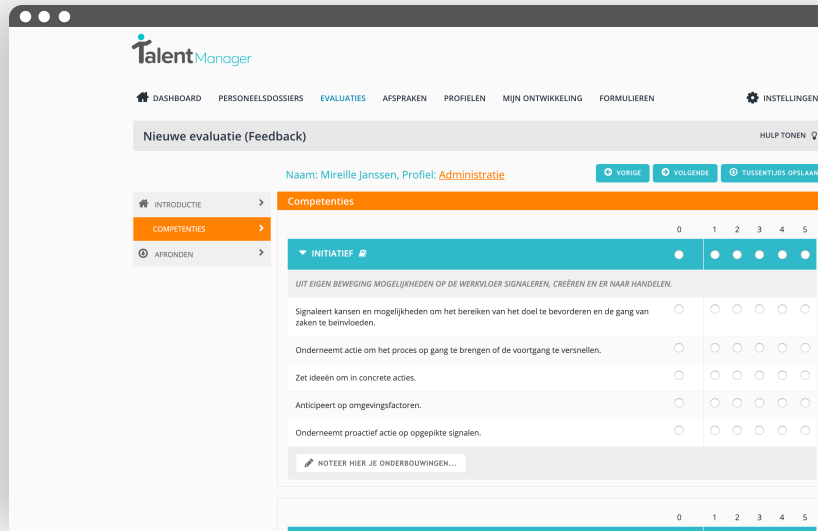 Talent Manager
DASHBOARD PERSONEELSDOSSIERS EVALUATIES AFSPRAKEN PROFIELEN MIJN ONTWIKKELING FORMULIEREN INSTELLINGEN
Nieuwe evaluatie (Feedback) HULP TONEN
Naam: Mireille Janssen, Profiel: Administratie VORIGE VOLGENDE TUSSENTIJDS OPSLAAN
INTRODUCTIE
COMPETENTIES
AFRONDEN
Competenties
0 1 2 3 4 5
INITIATIEF
UIT EIGEN BEWEGING MOGELIJKHEDEN OP DE WERKVLOER SIGNALEREN, CREËREN EN ER NAAR HANDELEN.
Signaleert kansen en mogelijkheden om het bereiken van het doel te bevorderen en de gang van
zaken te beïnvloeden.
Onderneemt actie om het proces op gang te brengen of de voortgang te versnellen.
Zet ideeën om in concrete acties.
Anticipeert op omgevingsfactoren.
Onderneemt proactief actie op opgepikte signalen.
NOTEER HIER JE ONDERBOUWINGEN...
0 1 2 3 4 5